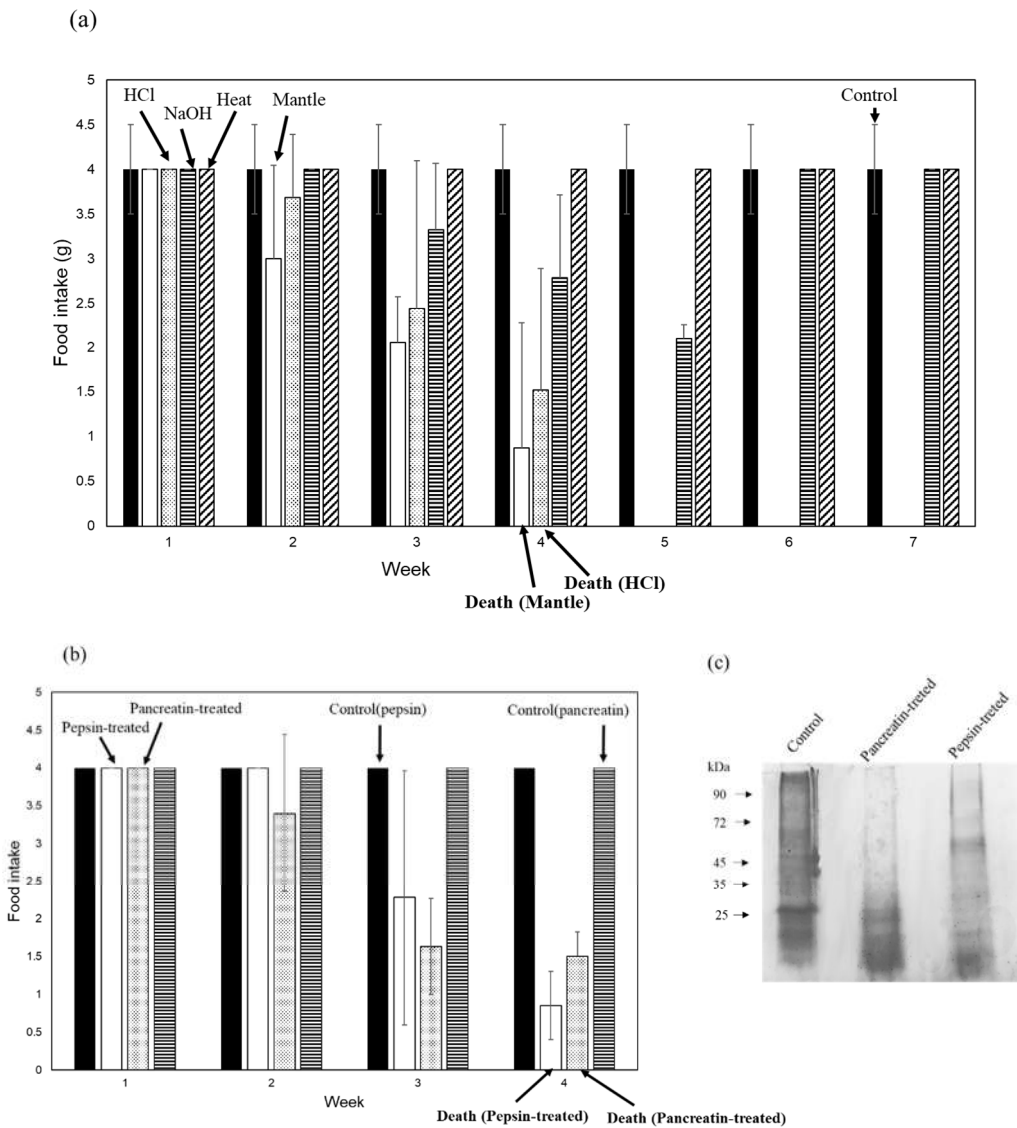 (a)
HCl
NaOH
Heat
Mantle
Control
Food intake (g)
5
4.5
4
3.5
3
2.5
2
1.5
1
0.5
0
1
2
3
4
5
6
7
Week
Death (HCl)
Death (Mantle)
(b)
Pepsin-treated
Pancreatin-treated
Control(pepsin)
Control(pancreatin)
Food intake
5
4.5
4
3.5
3
2.5
2
1.5
1
0.5
0
1
2
3
4
Week
Death (Pepsin-treated)
Death (Pancreatin-treated)
(c)
Control
Pancreatin-treted
Pepsin-treted
kDa
90
72
45
35
25